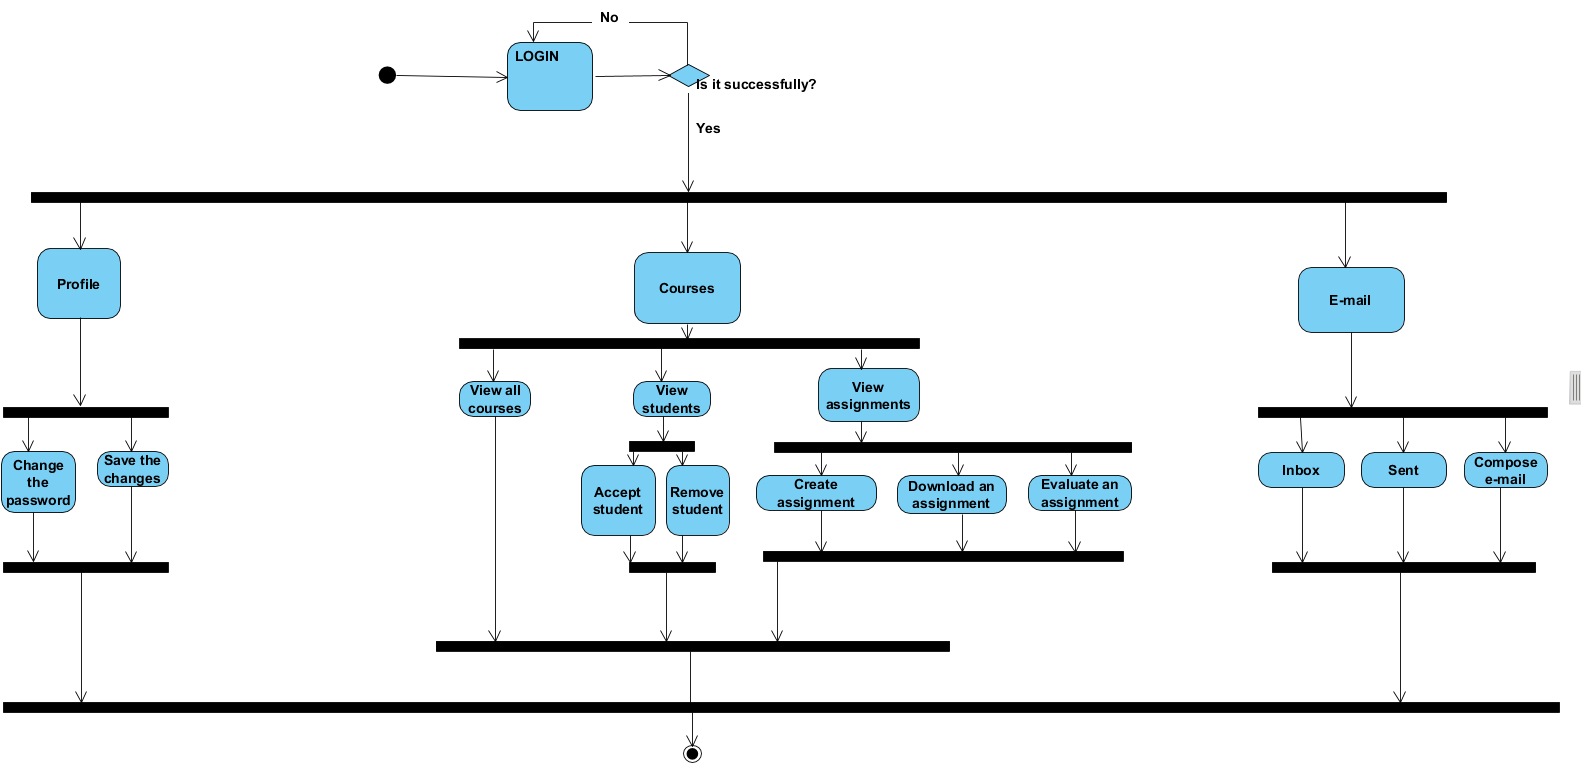 No
LOGIN
Is it successfully?
Yes
Profile
Courses
E-mail
View all
courses
View
students
View
assignments
Change
the
password
Save the
changes
Accept
student
Remove
student
Create
assignment
Download an
assignment
Evaluate an
assignment
Inbox
Sent
Compose
e-mail